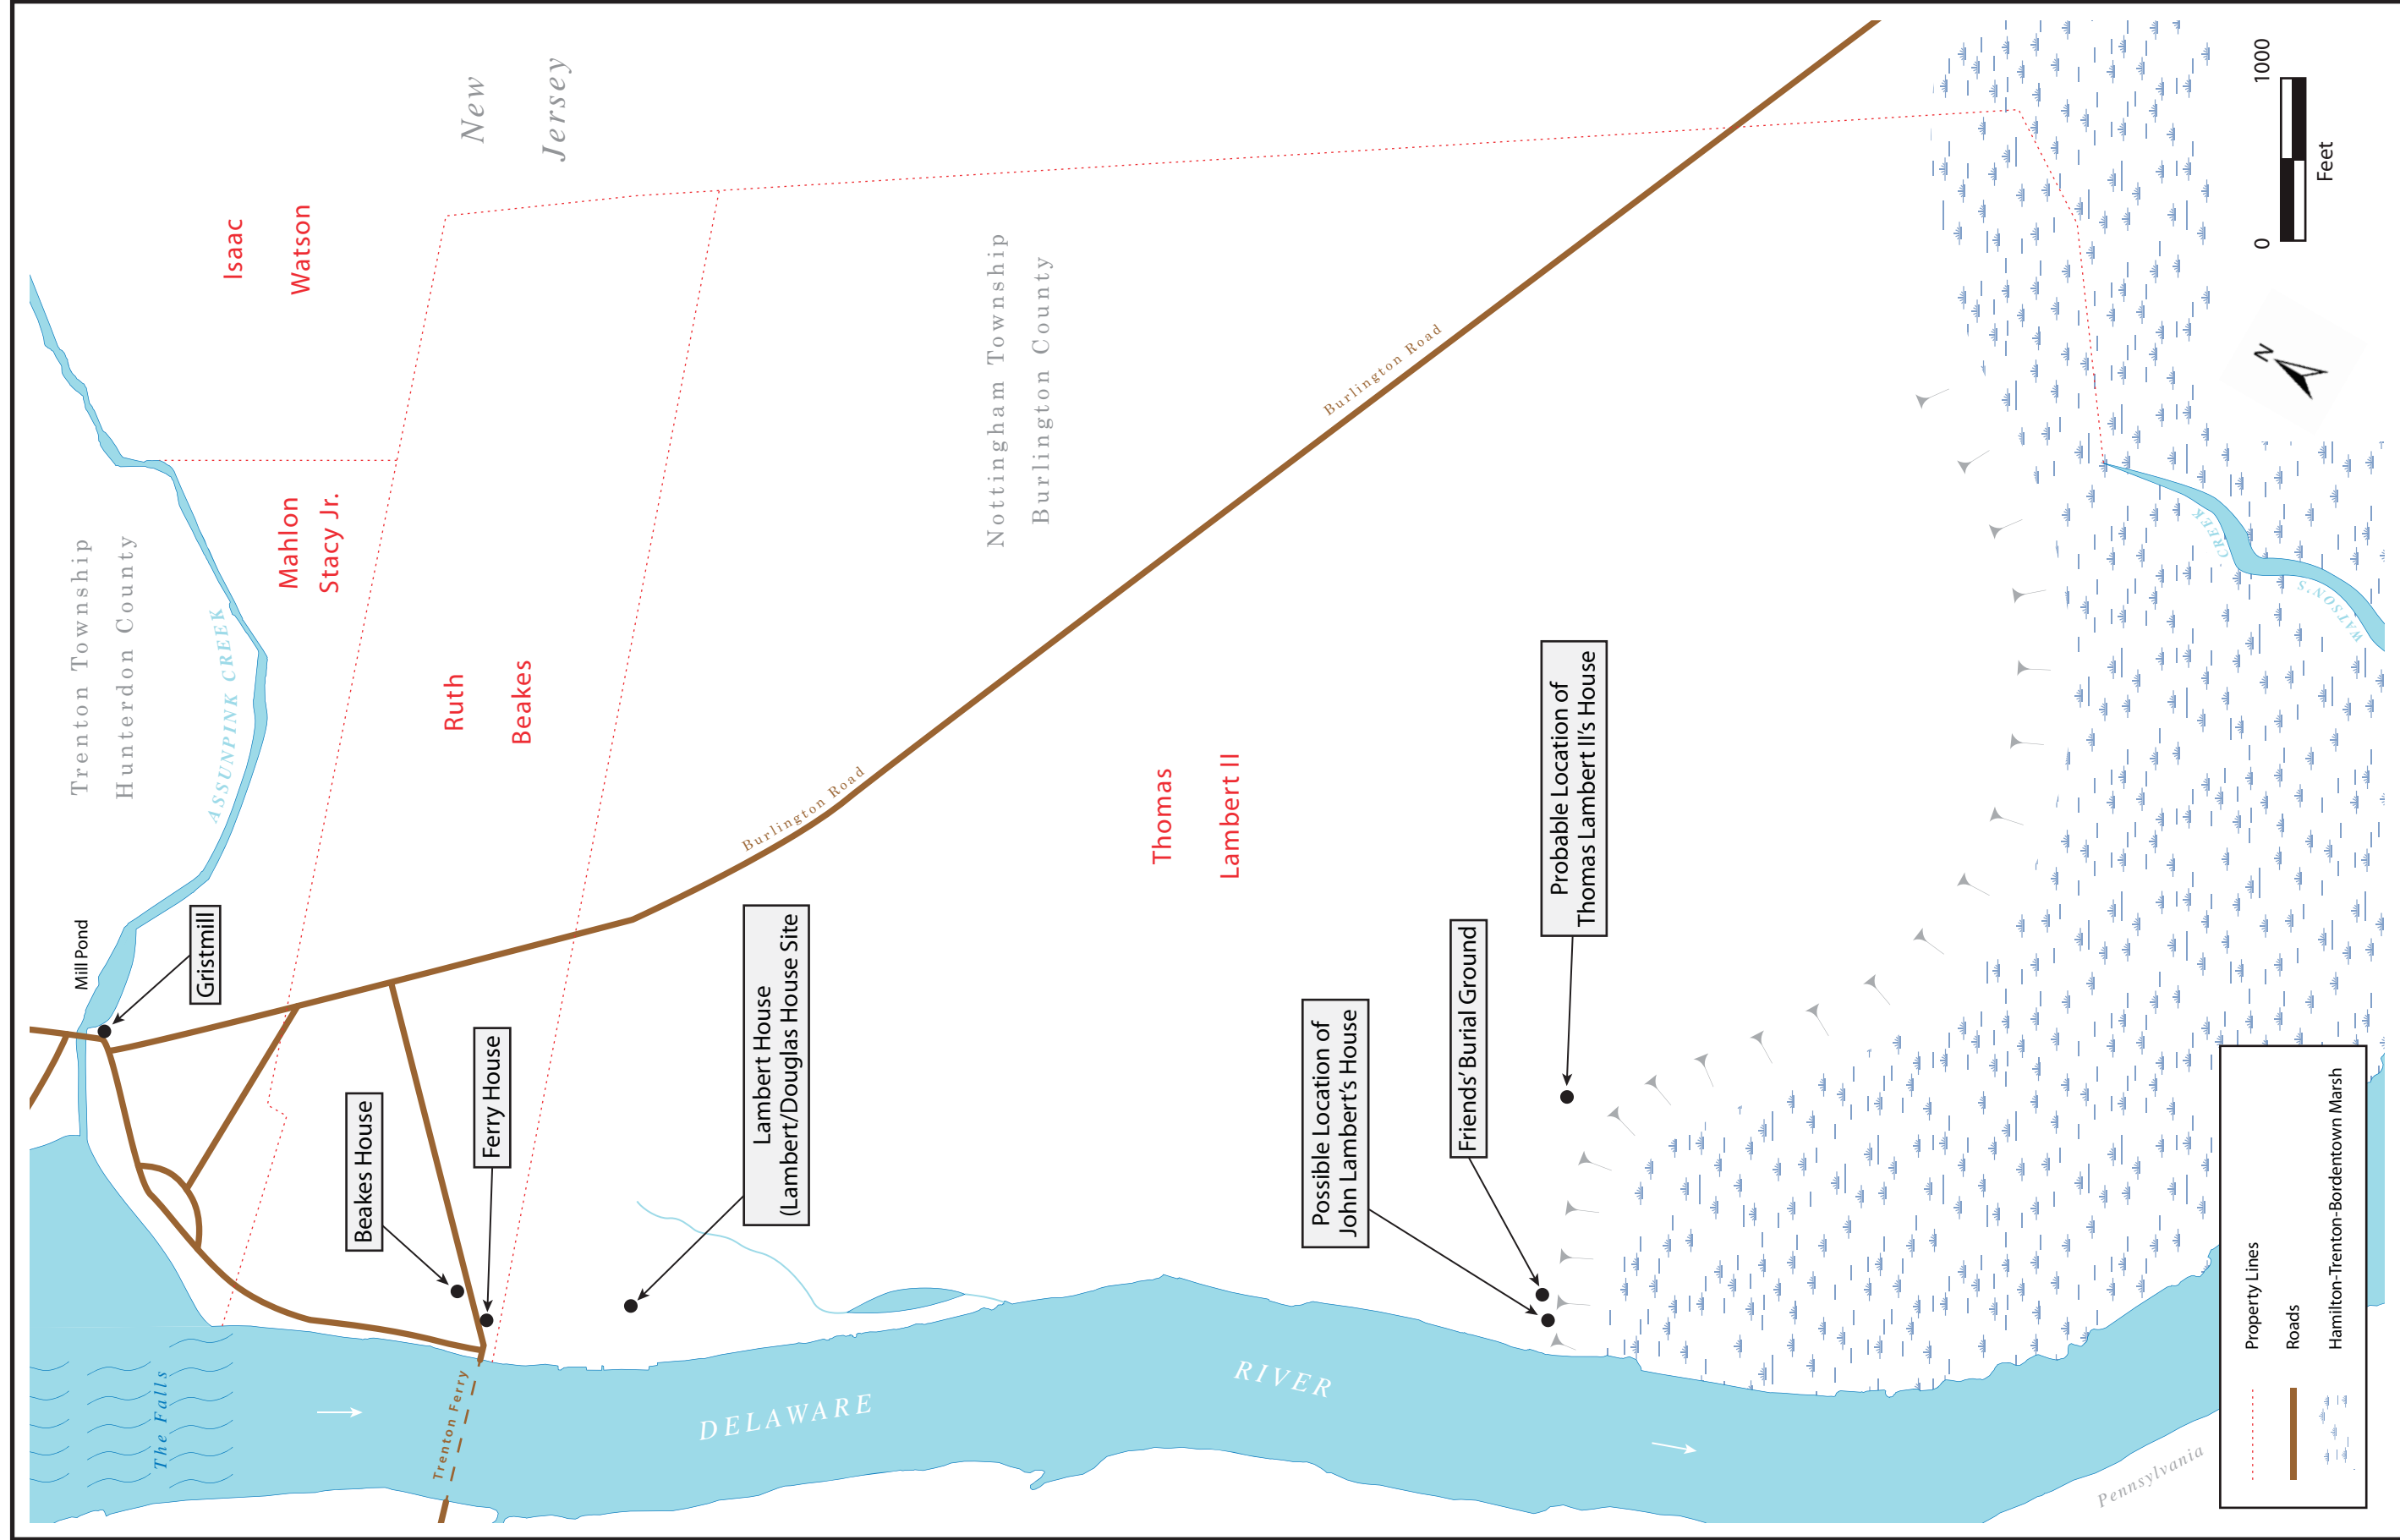 Trenton Township
Hunterdon County
Isaac
Watson
New
Jersey
ASSUNPINK CREEK
Mahlon
Stacy Jr.
Mill Pond
Gristmill
Ruth
Beakes
Nottingham Township
Burlington County
Burlington Road
Burlington Road
Beakes House
Ferry House
Lambert House
(Lambert/Douglas House Site
Thomas
Lambert II
Possible Location of
John Lambert's House
Friends' Burial Ground
Probable Location of
Thomas Lambert II's House
The Falls
Trenton Ferry
DELAWARE
RIVER
Pennsylvania
WATSON'S
CREEK
N
0
1000
Feet
Property Lines
Roads
Hamilton-Trenton-Bordentown Marsh